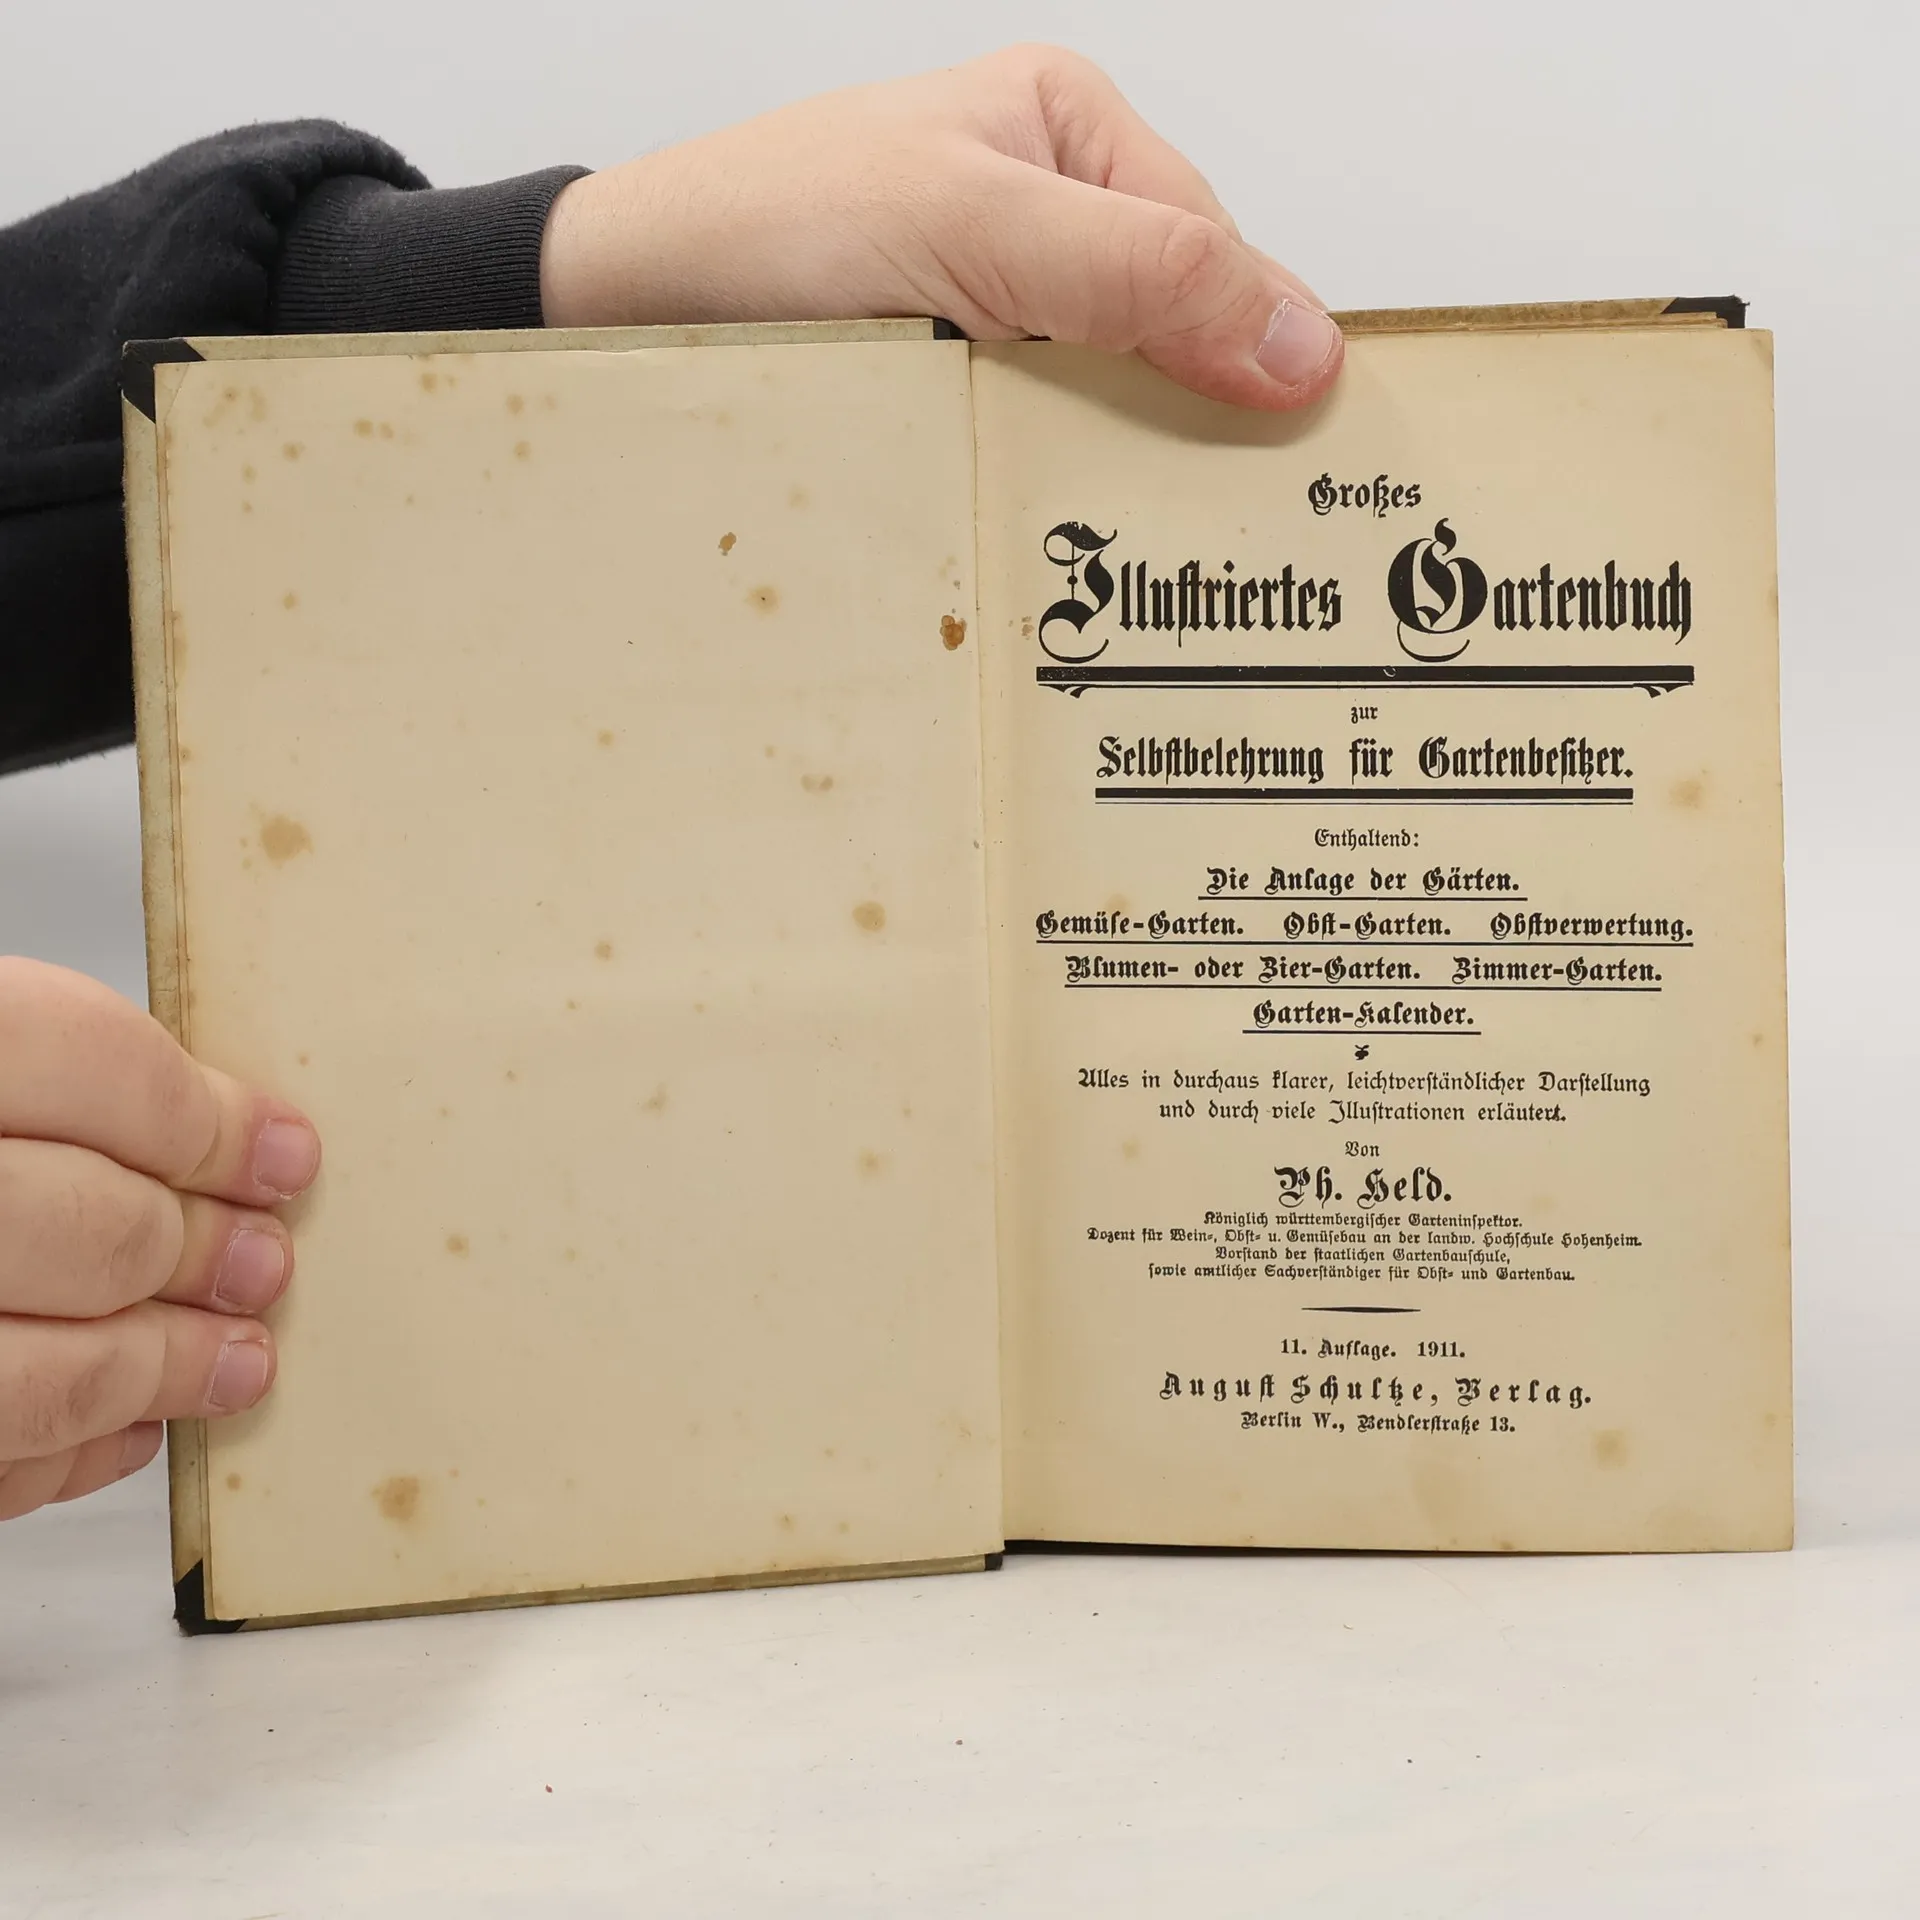 Großes
Illustriertes Gartenbuch
zur
Selbstbelehrung für Gartenbesitzer.
Enthaltend:
Die Anlage der Gärten.
Gemüse-Garten. Obst-Garten. Obstverwertung.
Blumen- oder Zier-Garten. Zimmer-Garten.
Garten-Kalender.
Alles in durchaus klarer, leichtverständlicher Darstellung
und durch viele Illustrationen erläutert.
Von
Ph. Held.
Königlich württembergischer Garteninspektor.
Dozent für Wein-, Obst- u. Gemüsebau an der landw. Hochschule Hohenheim.
Vorstand der staatlichen Gartenbauschule,
sowie amtlicher Sachverständiger für Obst- und Gartenbau.
11. Auflage. 1911.
August Schultze, Verlag.
Berlin W., Bendlerstraße 13.